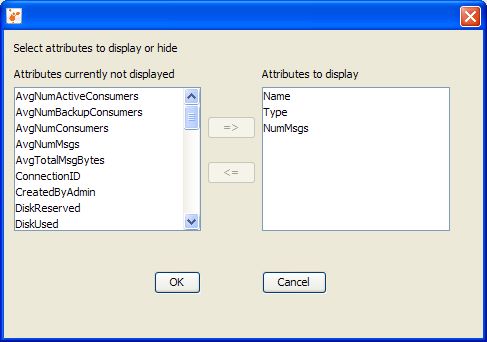 Select attributes to display or hide
Attributes currently not displayed
AvgNumActiveConsumers
AvgNumBackupConsumers
AvgNumConsumers
AvgNumMsgs
AvgTotalMsgBytes
ConnectionID
CreatedByAdmin
DiskReserved
DiskUsed
=>
<=
Attributes to display
Name
Type
NumMsgs
OK
Cancel